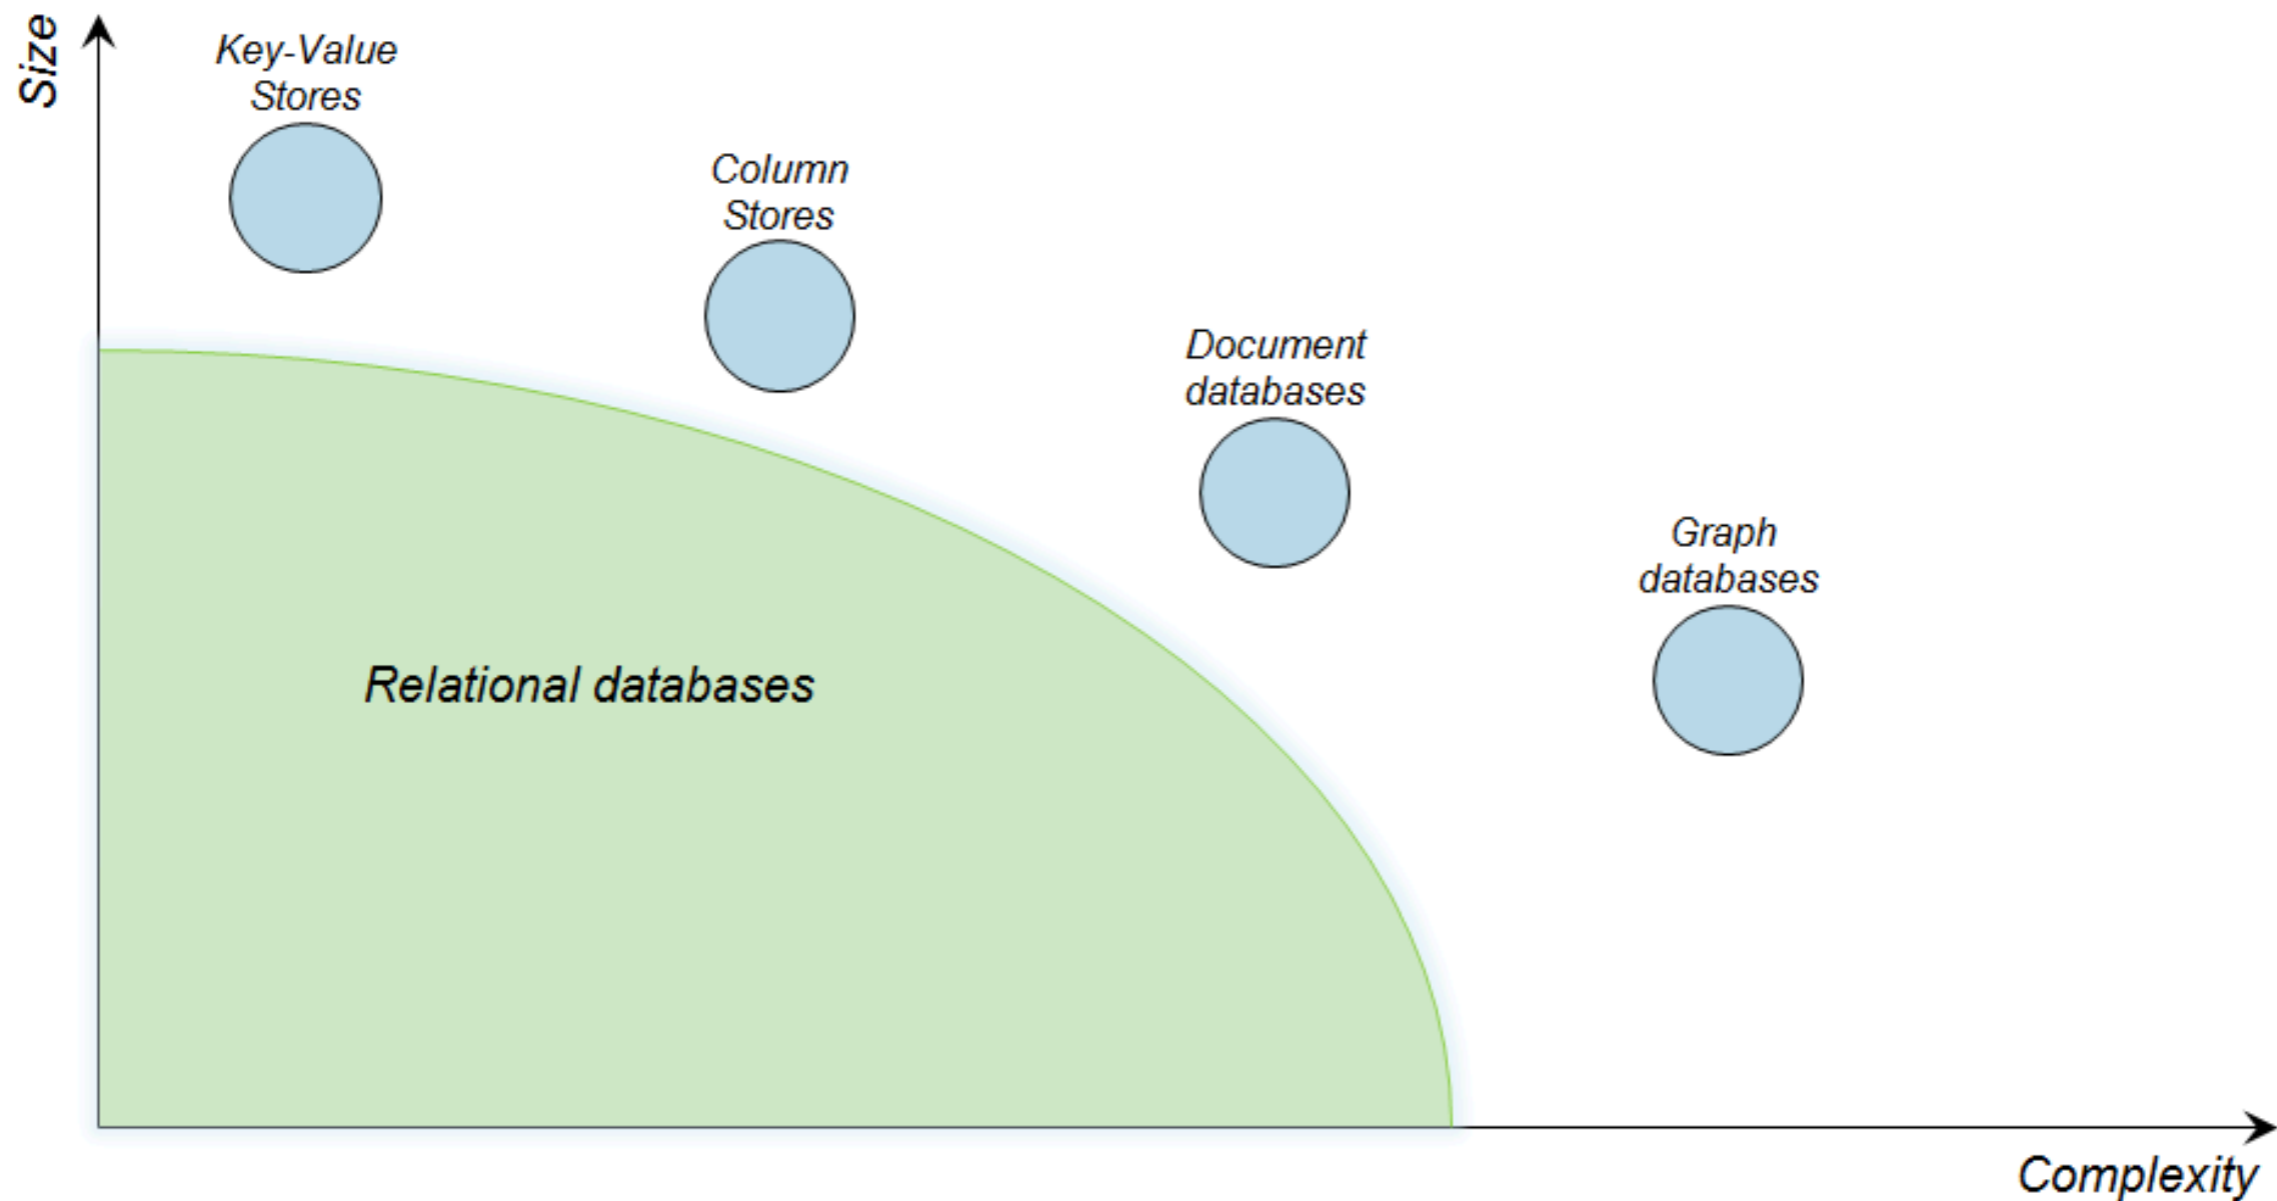 Size
Key-Value
Stores
Column
Stores
Document
databases
Graph
databases
Relational databases
Complexity